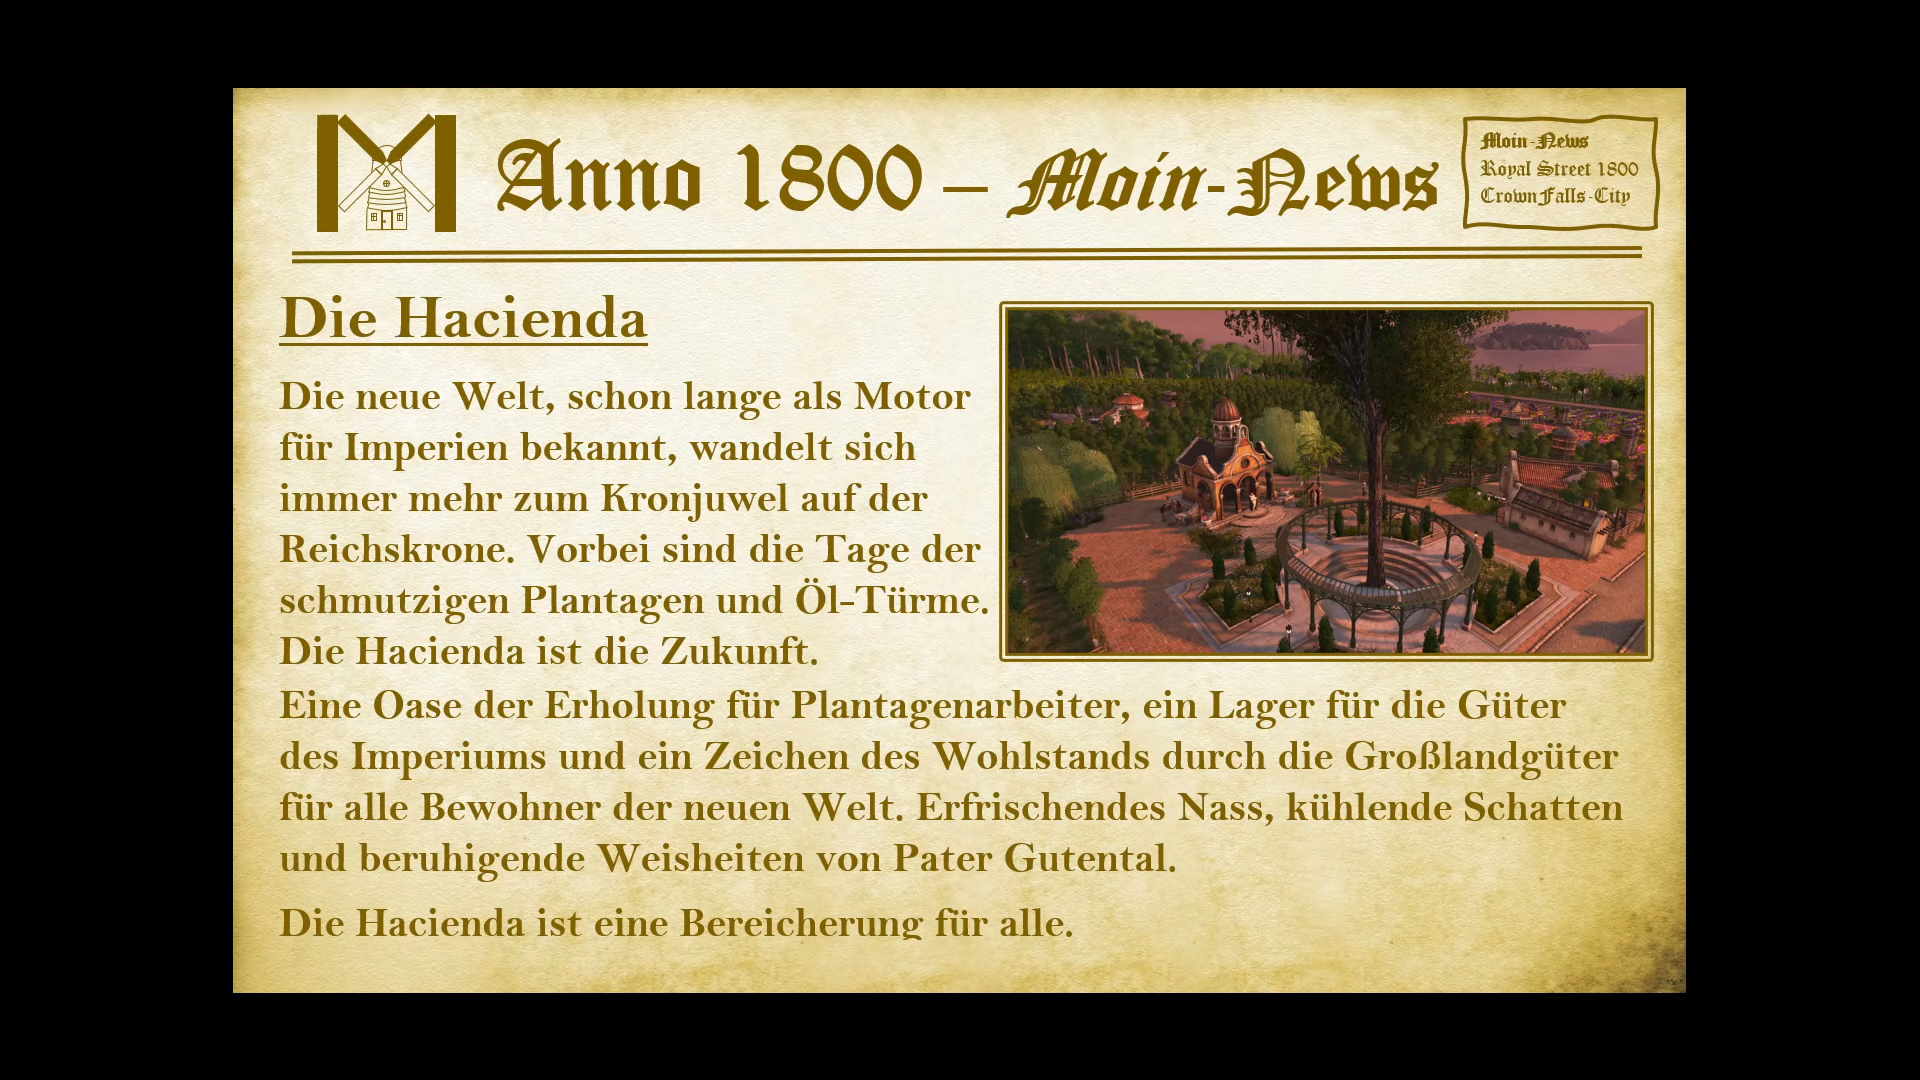 M
Anno 1800 – Moin-News
Moin-News
Royal Street 1800
CrownFalls-City
Die Hacienda
Die neue Welt, schon lange als Motor
für Imperien bekannt, wandelt sich
immer mehr zum Kronjuwel auf der
Reichskrone. Vorbei sind die Tage der
schmutzigen Plantagen und Öl-Türme.
Die Hacienda ist die Zukunft.
Eine Oase der Erholung für Plantagenarbeiter, ein Lager für die Güter
des Imperiums und ein Zeichen des Wohlstands durch die Großlandgüter
für alle Bewohner der neuen Welt. Erfrischendes Nass, kühlende Schatten
und beruhigende Weisheiten von Pater Gutental.
Die Hacienda ist eine Bereicherung für alle.